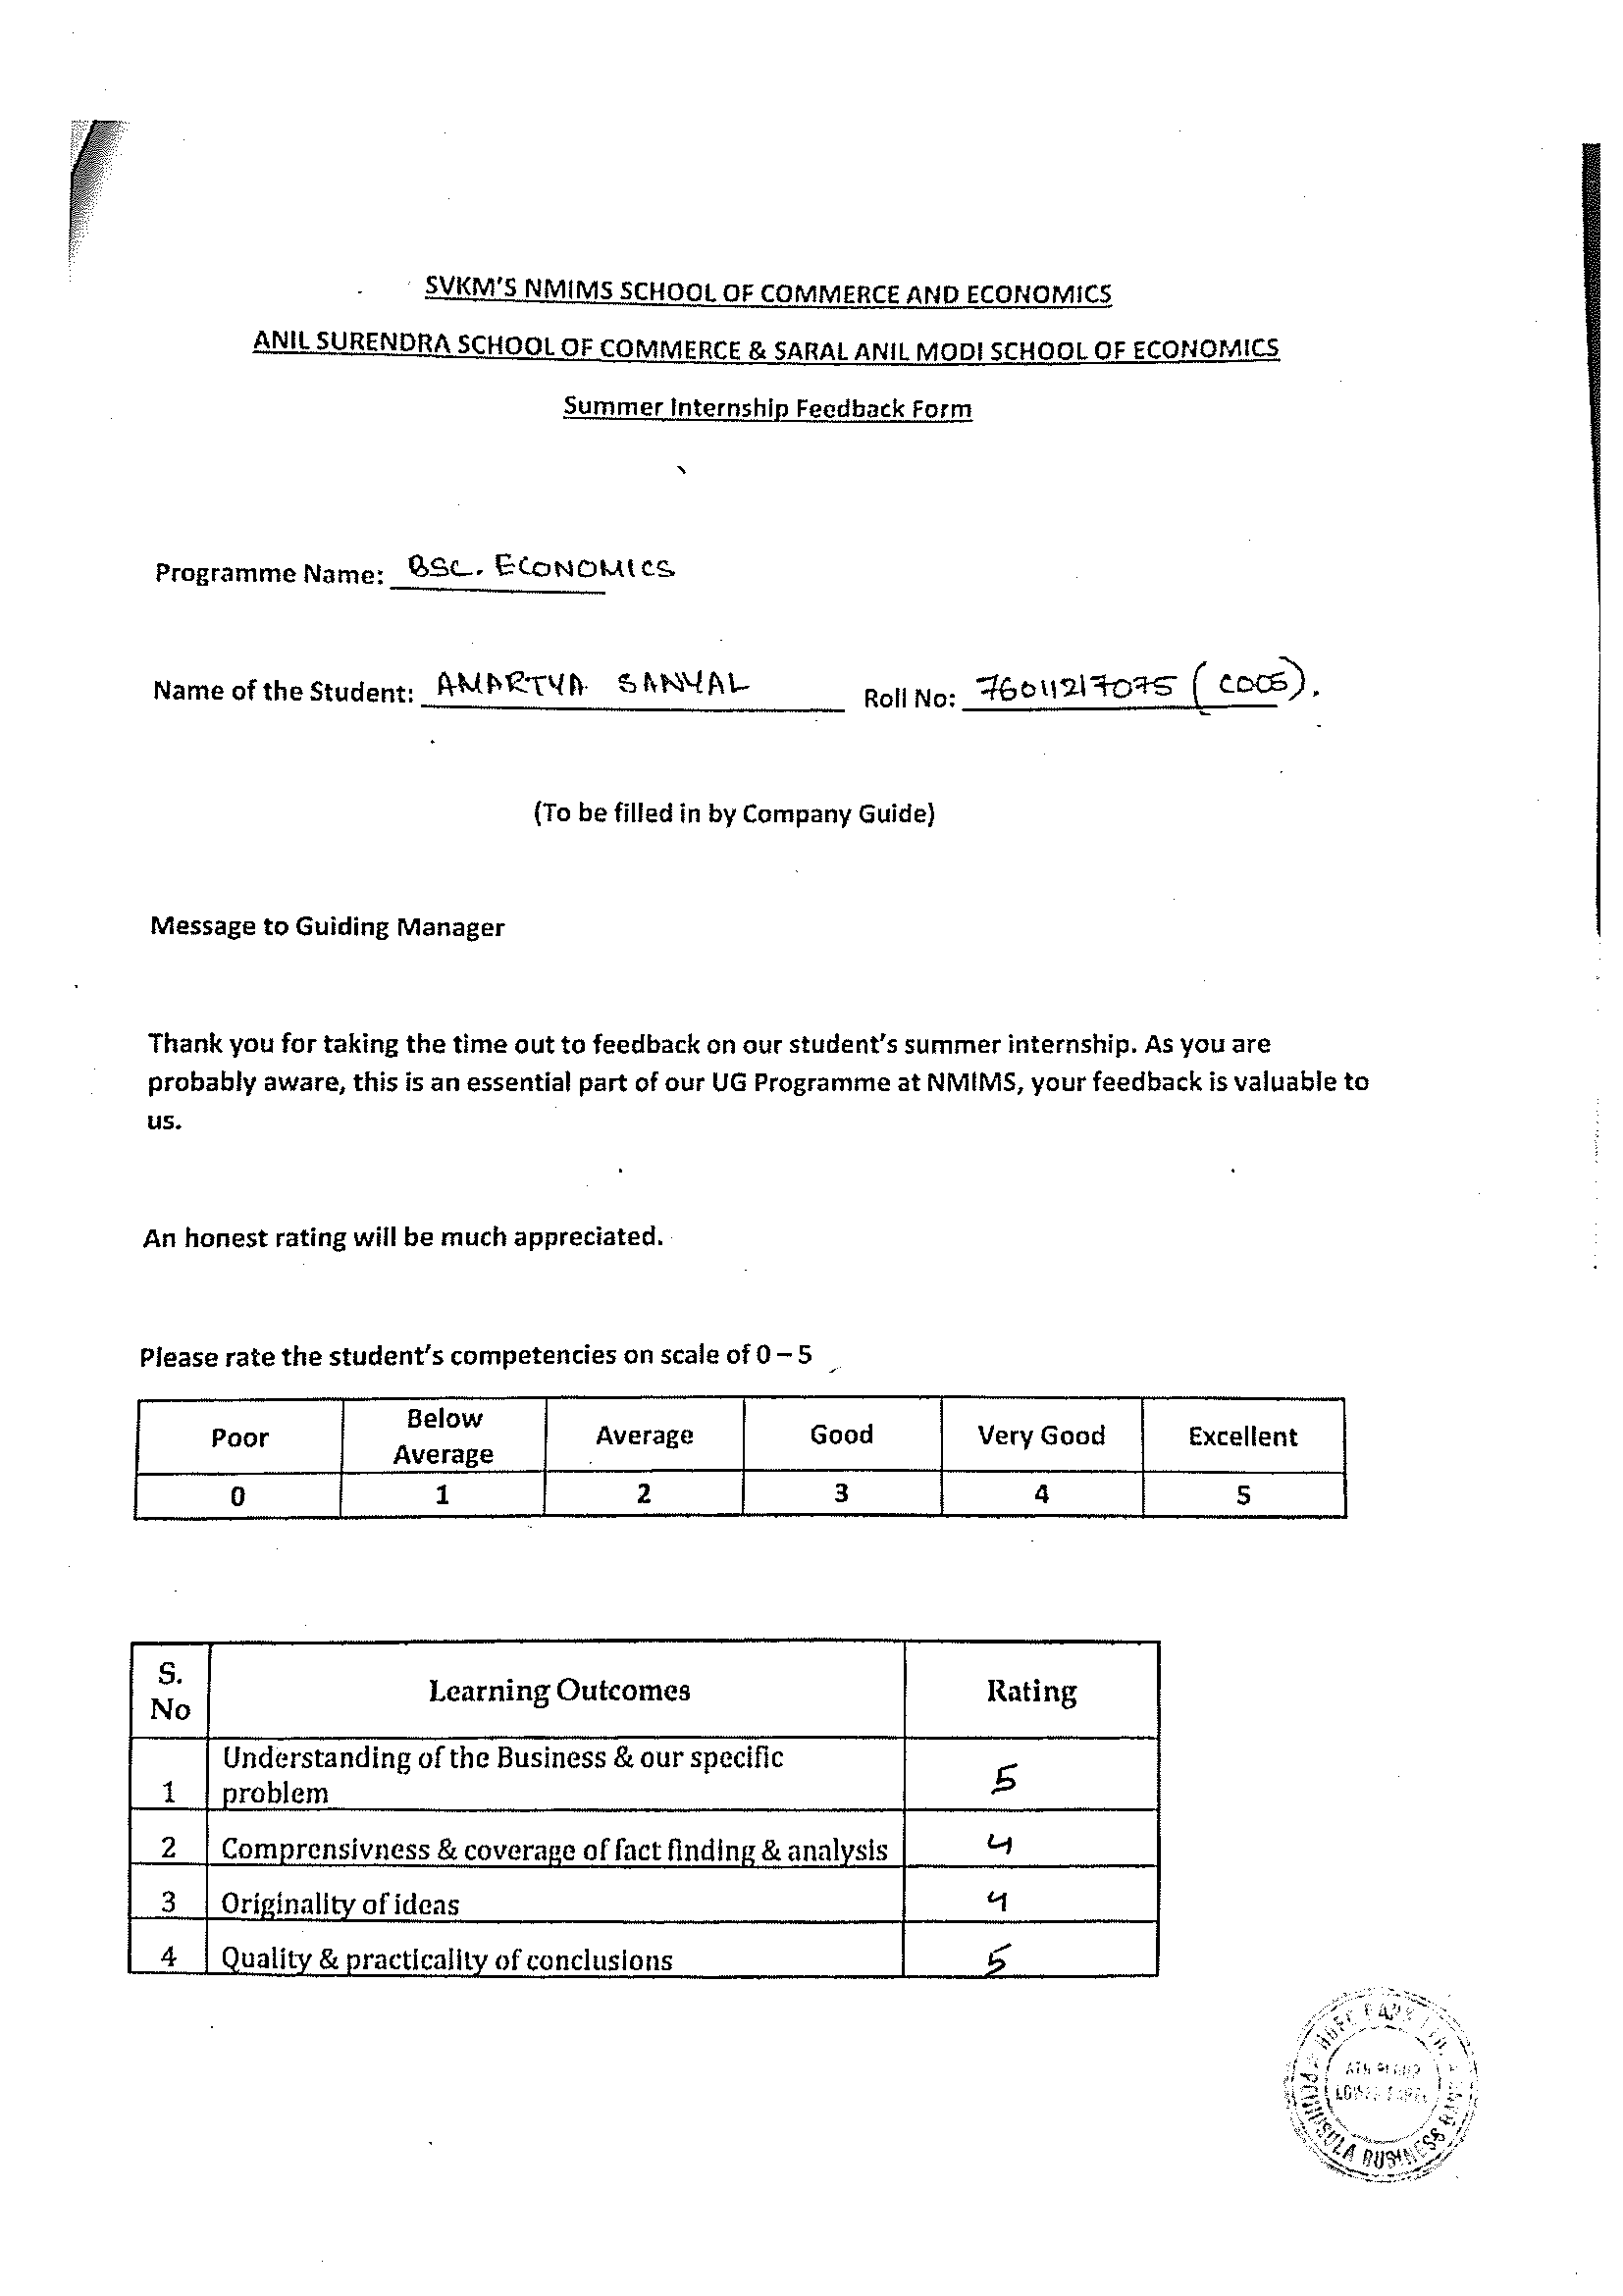 SVKM'S NMIMS SCHOOL OF COMMERCE AND ECONOMICS
ANIL SURENDRA SCHOOL OF COMMERCE & SARAL ANIL MODI SCHOOL OF ECONOMICS
Summer Internship Feedback Form
Programme Name: BSC. ECONOMICS
Name of the Student: AMARTYA SANYAL Roll No: 76011217075
(To be filled in by Company Guide)
Message to Guiding Manager
Thank you for taking the time out to feedback on our student's summer internship. As you are
probably aware, this is an essential part of our UG Programme at NMIMS, your feedback is valuable to
us.
An honest rating will be much appreciated.
Please rate the student's competencies on scale of 0 – 5
Poor Below Average Average Good Very Good Excellent
0 1 2 3 4 5
S. No Learning Outcomes Rating
1 Understanding of the Business & our specific problem 5
2 Comprensivness & coverage of fact finding & analysis 4
3 Originality of ideas 4
4 Quality & practicality of conclusions 5
HDFC BANK LTD.
PENINSULA BUSINESS